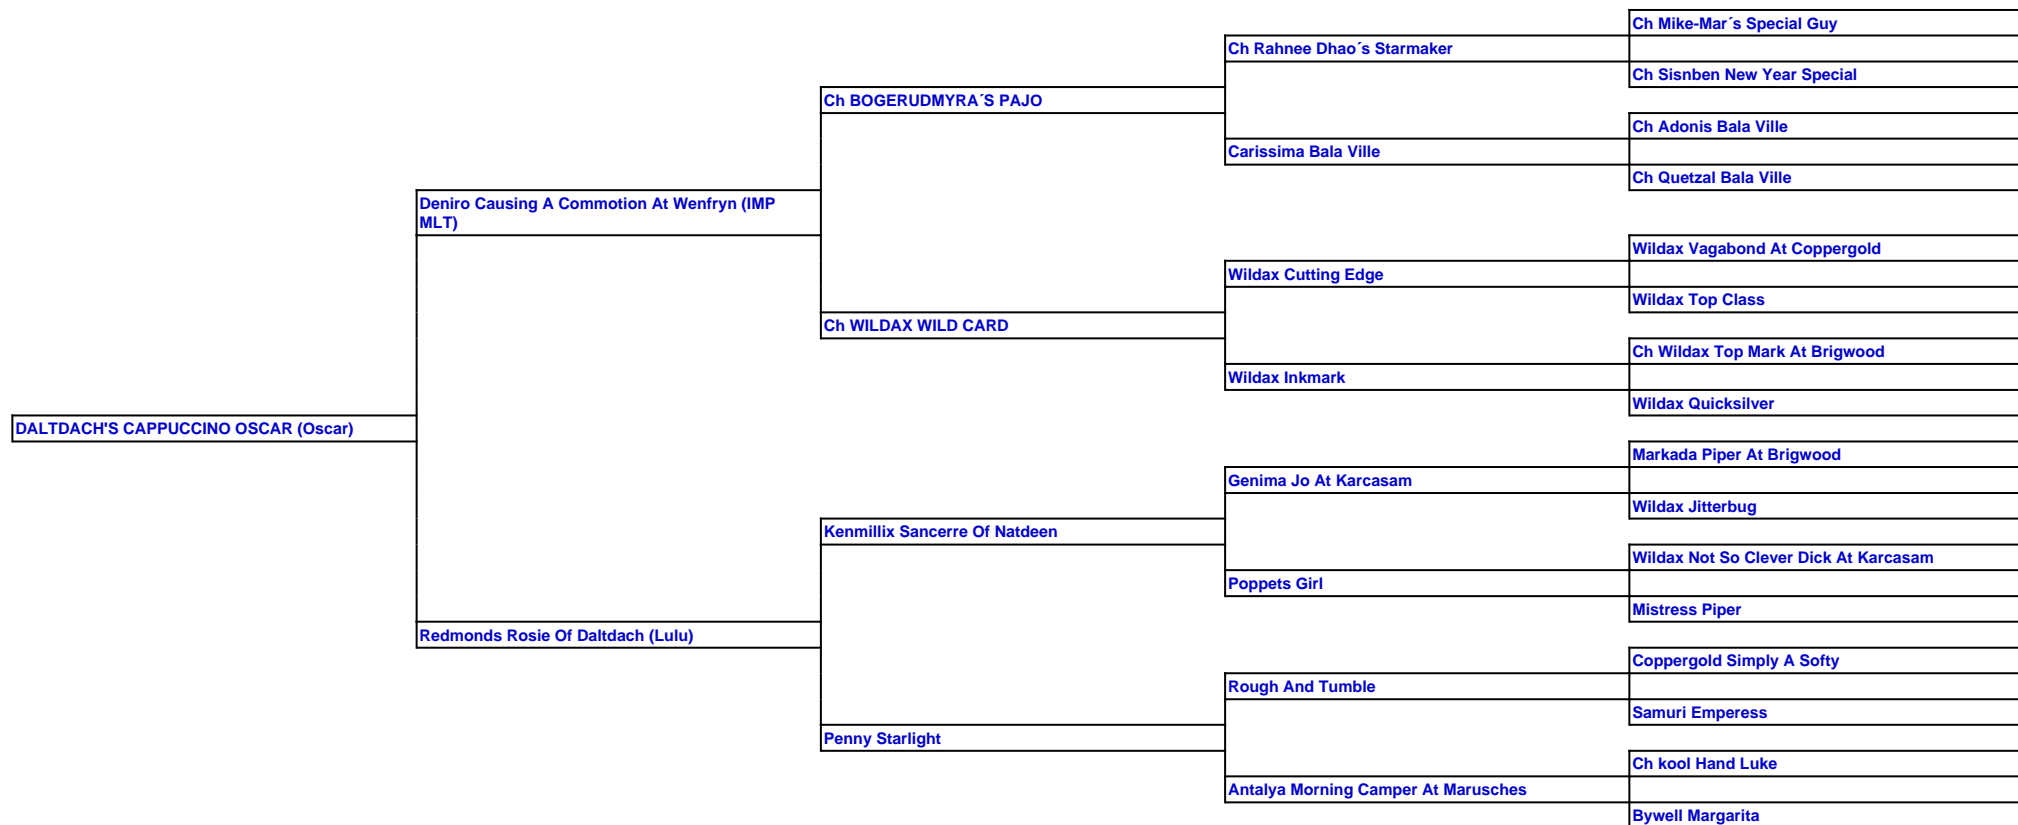 Ch Mike-Mar´s Special Guy
Ch Rahnee Dhao´s Starmaker
Ch Sisnben New Year Special
Ch BOGERUDMYRA´S PAJO
Ch Adonis Bala Ville
Carissima Bala Ville
Ch Quetzal Bala Ville
Deniro Causing A Commotion At Wenfryn (IMP
MLT)
Wildax Vagabond At Coppergold
Wildax Cutting Edge
Wildax Top Class
Ch WILDAX WILD CARD
Ch Wildax Top Mark At Brigwood
Wildax Inkmark
Wildax Quicksilver
DALTDACH'S CAPPUCCINO OSCAR (Oscar)
Markada Piper At Brigwood
Genima Jo At Karcasam
Wildax Jitterbug
Kenmillix Sancerre Of Natdeen
Wildax Not So Clever Dick At Karcasam
Poppets Girl
Mistress Piper
Redmonds Rosie Of Daltdach (Lulu)
Coppergold Simply A Softy
Rough And Tumble
Samuri Emperess
Penny Starlight
Ch kool Hand Luke
Antalya Morning Camper At Marusches
Bywell Margarita